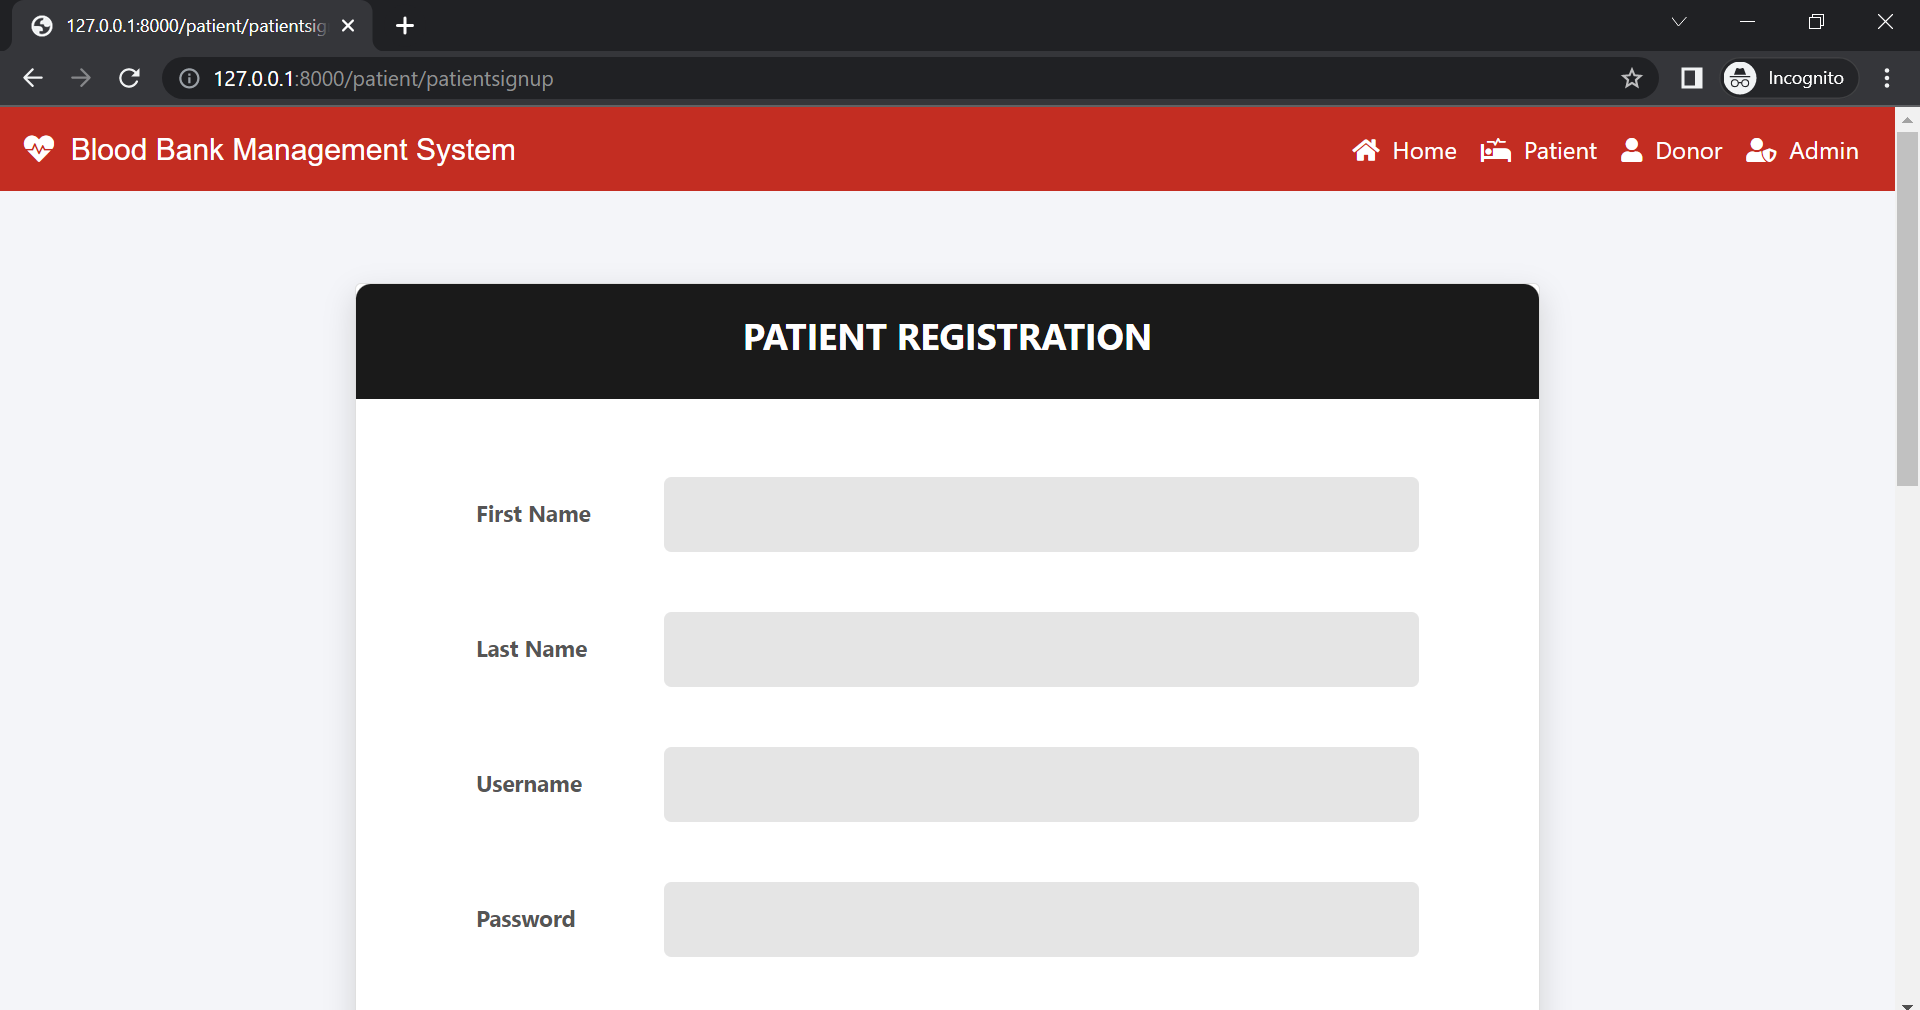 127.0.0.1:8000/patient/patientsig
127.0.0.1:8000/patient/patientsignup
Incognito
Blood Bank Management System
Home Patient Donor Admin
PATIENT REGISTRATION
First Name
Last Name
Username
Password